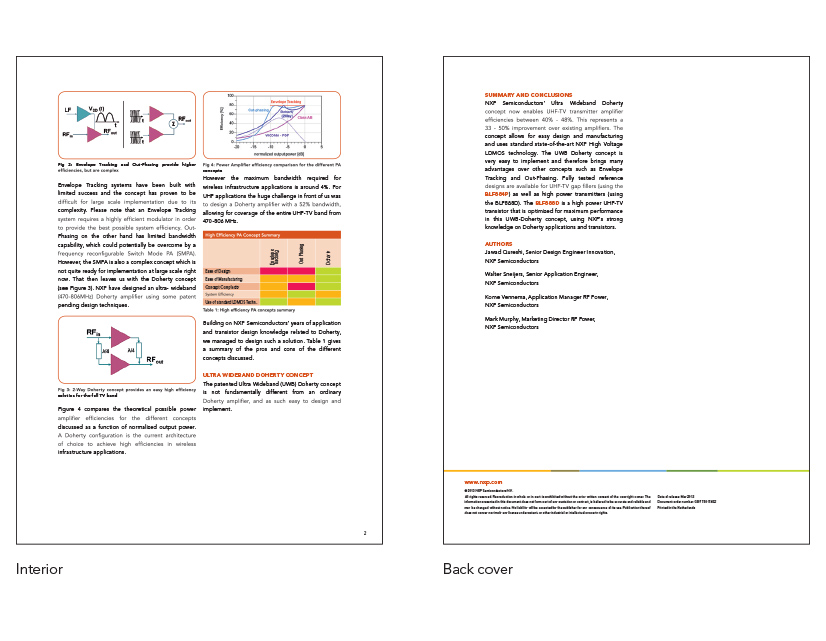 LF
V_DD (t)
t
RF_in
RF_out
Σ
RF_out
RF_in
Fig 2: Envelope Tracking and Out-Phasing provide higher
efficiencies, but are complex
Envelope Tracking systems have been built with
limited success and the concept has proven to be
difficult for large scale implementation due to its
complexity. Please note that an Envelope Tracking
system requires a highly efficient modulator in order
to provide the best possible system efficiency. Out-
Phasing on the other hand has limited bandwidth
capability, which could potentially be overcome by a
frequency reconfigurable Switch Mode PA (SMPA).
However, the SMPA is also a complex concept which is
not quite ready for implementation at large scale right
now. That then leaves us with the Doherty concept
(see Figure 3). NXP have designed an ultra- wideband
(470-806MHz) Doherty amplifier using some patent
pending design techniques.
RF_in
λ/4
λ/4
RF_out
Fig 3: 2-Way Doherty concept provides an easy high efficiency
solution for the full TV band
Figure 4 compares the theoretical possible power
amplifier efficiencies for the different concepts
discussed as a function of normalised output power.
A Doherty configuration is the current architecture
of choice to achieve high efficiencies in wireless
infrastructure applications.
100
80
60
40
20
0
Efficiency [%]
Envelope Tracking
Out-phasing
Class AB
-20
-15
-10
-5
0
5
normalized output power [dB]
Fig 4: Power Amplifier efficiency comparison for the different PA
concepts
However the maximum bandwidth required for
wireless infrastructure applications is around 4%. For
UHF applications the huge challenge in front of us was
to design a Doherty amplifier with a 52% bandwidth,
allowing for coverage of the entire UHF-TV band from
470-806 MHz.
High Efficiency PA Concept Summary
Envelope Tracking
Out Phasing
Doherty
Ease of Design
Ease of Manufacturing
Concept Complexity
System Efficiency
Use of standard LDMOS Techn.
Table 1: High efficiency PA concepts summary
Building on NXP Semiconductors' years of application
and transistor design knowledge related to Doherty,
we managed to design such a solution. Table 1 gives
a summary of the pros and cons of the different
concepts discussed.
ULTRA WIDEBAND DOHERTY CONCEPT
The patented Ultra Wideband (UWB) Doherty concept
is not fundamentally different from an ordinary
Doherty amplifier, and as such easy to design and
implement.
2
Interior
SUMMARY AND CONCLUSIONS
NXP Semiconductors' Ultra Wideband Doherty
concept now enables UHF-TV transmitter amplifier
efficiencies between 40% - 48%. This represents a
33 - 50% improvement over existing amplifiers. The
concept allows for easy design and manufacturing
and uses standard state-of-the-art NXP High Voltage
LDMOS technology. The UWB Doherty concept is
very easy to implement and therefore brings many
advantages over other concepts such as Envelope
Tracking and Out-Phasing. Fully tested reference
designs are available for UHF-TV gap fillers (using the
BLF884P) as well as high power transmitters (using
the BLF888D). The BLF888D is a high power UHF-TV
transistor that is optimised for maximum performance
in this UWB-Doherty concept, using NXP's strong
knowledge on Doherty applications and transistors.
AUTHORS
Jawad Qureshi, Senior Design Engineer Innovation,
NXP Semiconductors
Walter Sneijers, Senior Application Engineer,
NXP Semiconductors
Korne Vennema, Application Manager RF Power,
NXP Semiconductors
Mark Murphy, Marketing Director RF Power,
NXP Semiconductors
www.nxp.com
Back cover